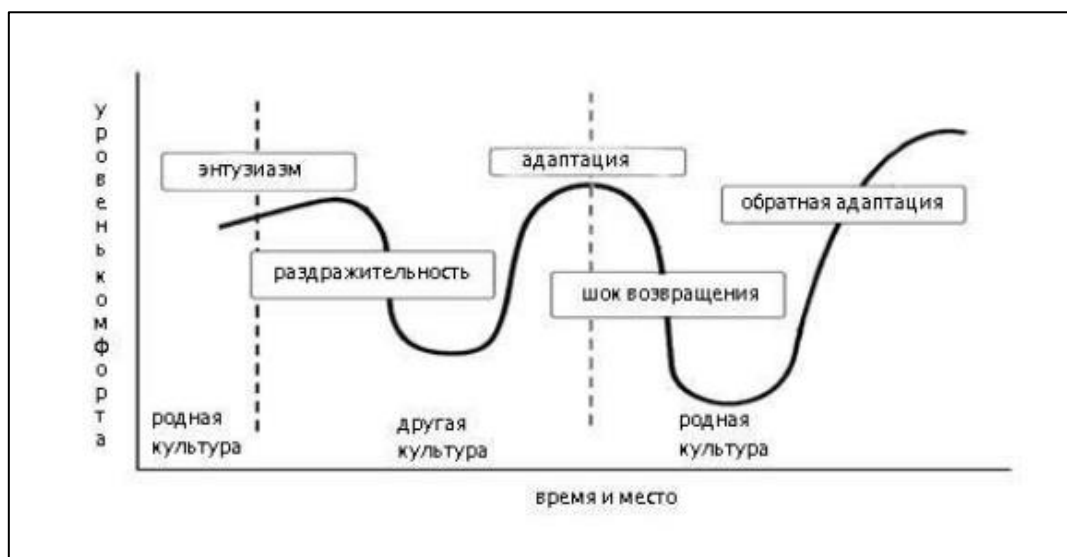 уровень комфорта
энтузиазм
адаптация
обратная адаптация
раздражительность
шок возвращения
родная
культура
другая
культура
родная
культура
время и место